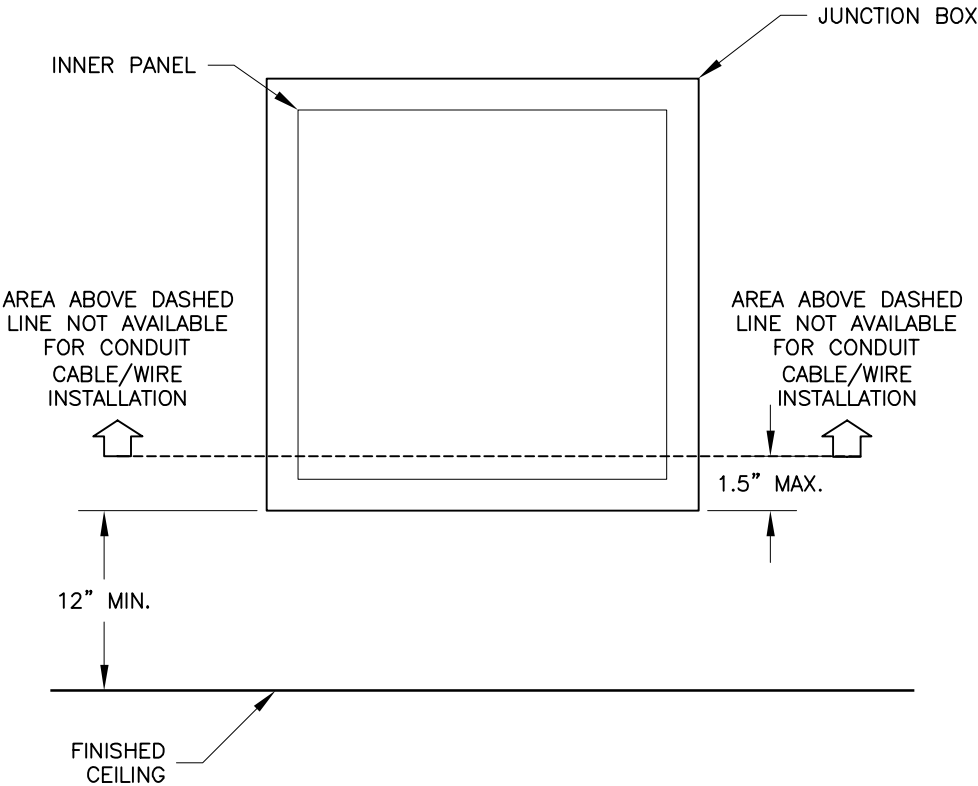 JUNCTION BOX
INNER PANEL
AREA ABOVE DASHED
LINE NOT AVAILABLE
FOR CONDUIT
CABLE/WIRE
INSTALLATION
AREA ABOVE DASHED
LINE NOT AVAILABLE
FOR CONDUIT
CABLE/WIRE
INSTALLATION
1.5” MAX.
12” MIN.
FINISHED
CEILING